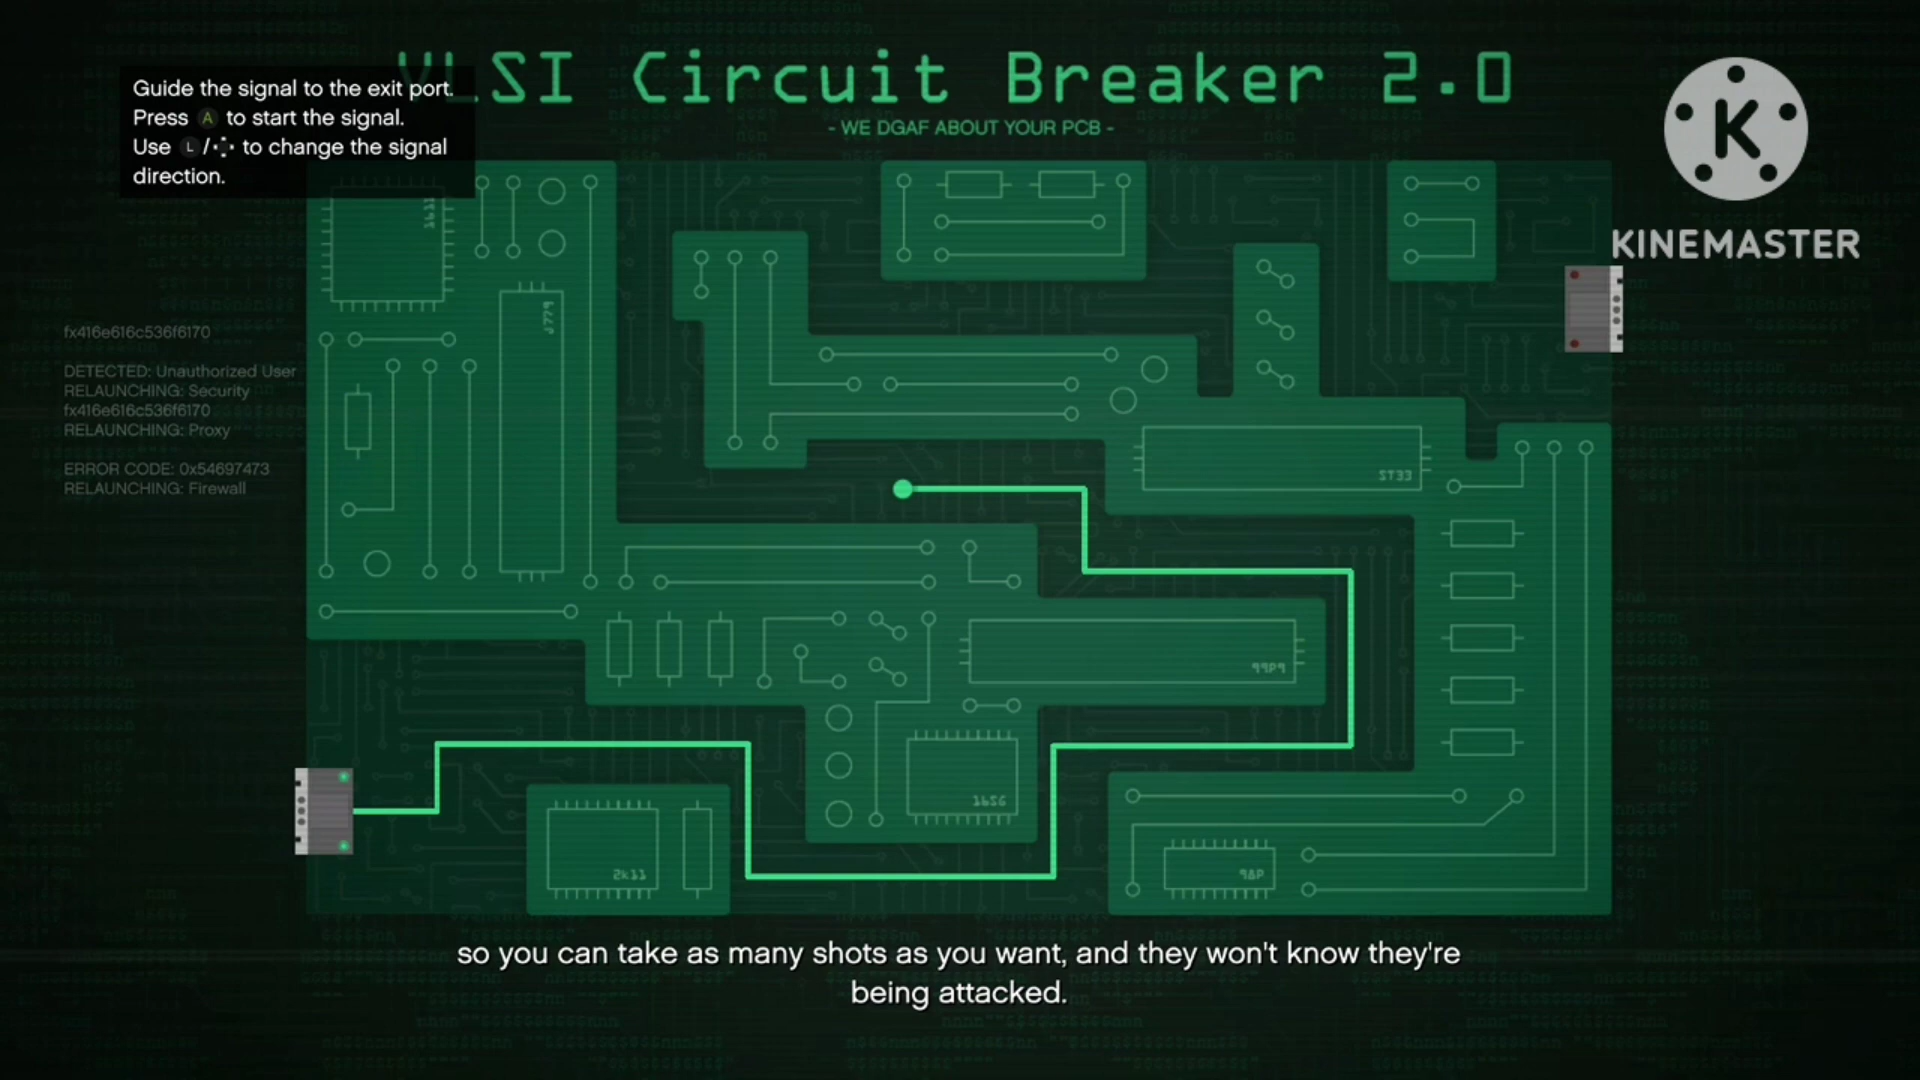 VLSI Circuit Breaker 2.0
- WE DGAF ABOUT YOUR PCB -
Guide the signal to the exit port.
Press A to start the signal.
Use L/ to change the signal
direction.
KINEMASTER
fx416e616c536f6170
DETECTED: Unauthorized User
RELAUNCHING: Security
fx416e616c536f6170
RELAUNCHING: Proxy
ERROR CODE: 0x54697473
RELAUNCHING: Firewall
so you can take as many shots as you want, and they won't know they're
being attacked.